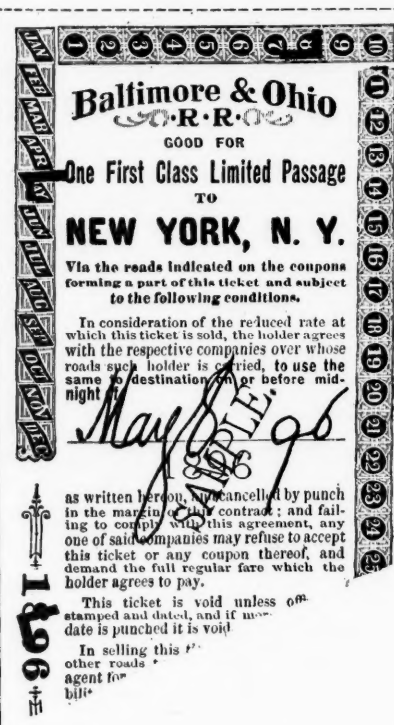 1 2 3 4 5 6 7 8 9 10
JAN
FEB
MAR
APR
JUN
JUL
AUG
SEP
OCT
NOV
DEC
Baltimore & Ohio
R·R·
GOOD FOR
One First Class Limited Passage
TO
NEW YORK, N. Y.
Via the roads indicated on the coupons
forming a part of this ticket and subject
to the following conditions.
In consideration of the reduced rate at
which this ticket is sold, the holder agrees
with the respective companies over whose
roads such holder is carried, to use the
same to destination on or before mid-
night of
May 8 96
1896
SAMPLE.
as written hereon, and cancelled by punch
in the margin of this contract; and fail-
ing to comply with this agreement, any
one of said companies may refuse to accept
this ticket or any coupon thereof, and
demand the full regular fare which the
holder agrees to pay.
This ticket is void unless
stamped and dated, and if
date is punched it is void
In selling this
other roads
agent for
11
12
13
14
15
16
17
18
19
20
21
22
23
24
25
1896